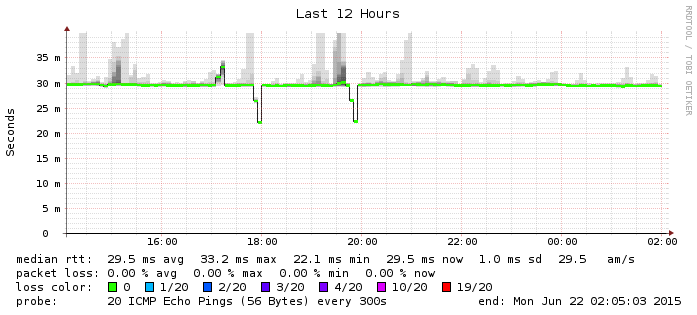 Last 12 Hours
RRDTOOL / TOBI OETIKER
Seconds
35 m
30 m
25 m
20 m
15 m
10 m
5 m
0
16:00 18:00 20:00 22:00 00:00 02:00
median rtt: 29.5 ms avg 33.2 ms max 22.1 ms min 29.5 ms now 1.0 ms sd 29.5 am/s
packet loss: 0.00 % avg 0.00 % max 0.00 % min 0.00 % now
loss color: 0 1/20 2/20 3/20 4/20 10/20 19/20
probe: 20 ICMP Echo Pings (56 Bytes) every 300s end: Mon Jun 22 02:05:03 2015